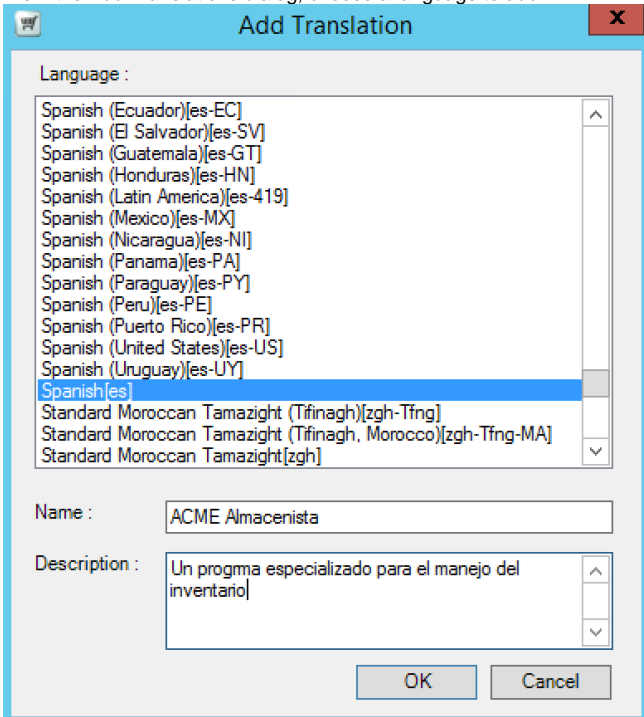 Add Translation
x
Language :
Spanish (Ecuador)[es-EC]
Spanish (El Salvador)[es-SV]
Spanish (Guatemala)[es-GT]
Spanish (Honduras)[es-HN]
Spanish (Latin America)[es-419]
Spanish (Mexico)[es-MX]
Spanish (Nicaragua)[es-NI]
Spanish (Panama)[es-PA]
Spanish (Paraguay)[es-PY]
Spanish (Peru)[es-PE]
Spanish (Puerto Rico)[es-PR]
Spanish (United States)[es-US]
Spanish (Uruguay)[es-UY]
Spanish[es]
Standard Moroccan Tamazight (Tifinagh)[zgh-Tfng]
Standard Moroccan Tamazight (Tifinagh, Morocco)[zgh-Tfng-MA]
Standard Moroccan Tamazight[zgh]
Name :
ACME Almacenista
Description :
Un progrma especializado para el manejo del
inventario
OK
Cancel